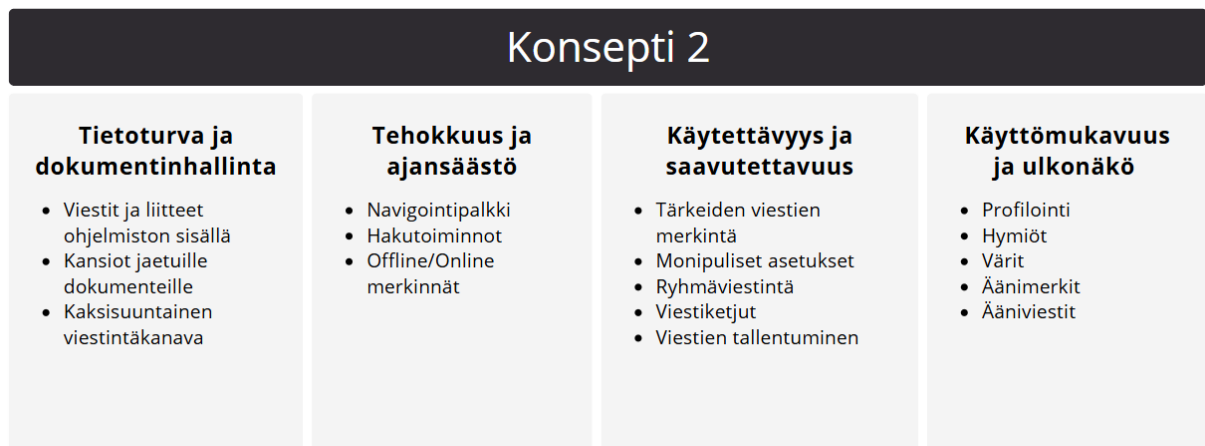 Konsepti 2
Tietoturva ja
dokumentinhallinta
• Viestit ja liitteet
ohjelmiston sisällä
• Kansiot jaetuille
dokumenteille
• Kaksisuuntainen
viestintäkanava
Tehokkuus ja
ajansäästö
• Navigointipalkki
• Hakutoiminnot
• Offline/Online
merkinnät
Käytettävyys ja
saavutettavuus
• Tärkeiden viestien
merkintä
• Monipuliset asetukset
• Ryhmäviestintä
• Viestiketjut
• Viestien tallentuminen
Käyttömukavuus
ja ulkonäkö
• Profilointi
• Hymiöt
• Värit
• Äänimerkit
• Ääniviestit